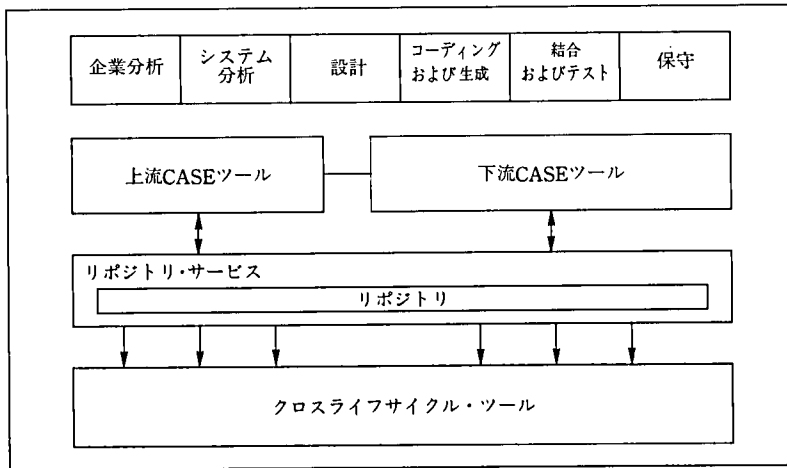 企業分析
システム
分析
設計
コーディング
および生成
結合
およびテスト
保守
上流CASEツール
下流CASEツール
リポジトリ・サービス
リポジトリ
クロスライフサイクル・ツール